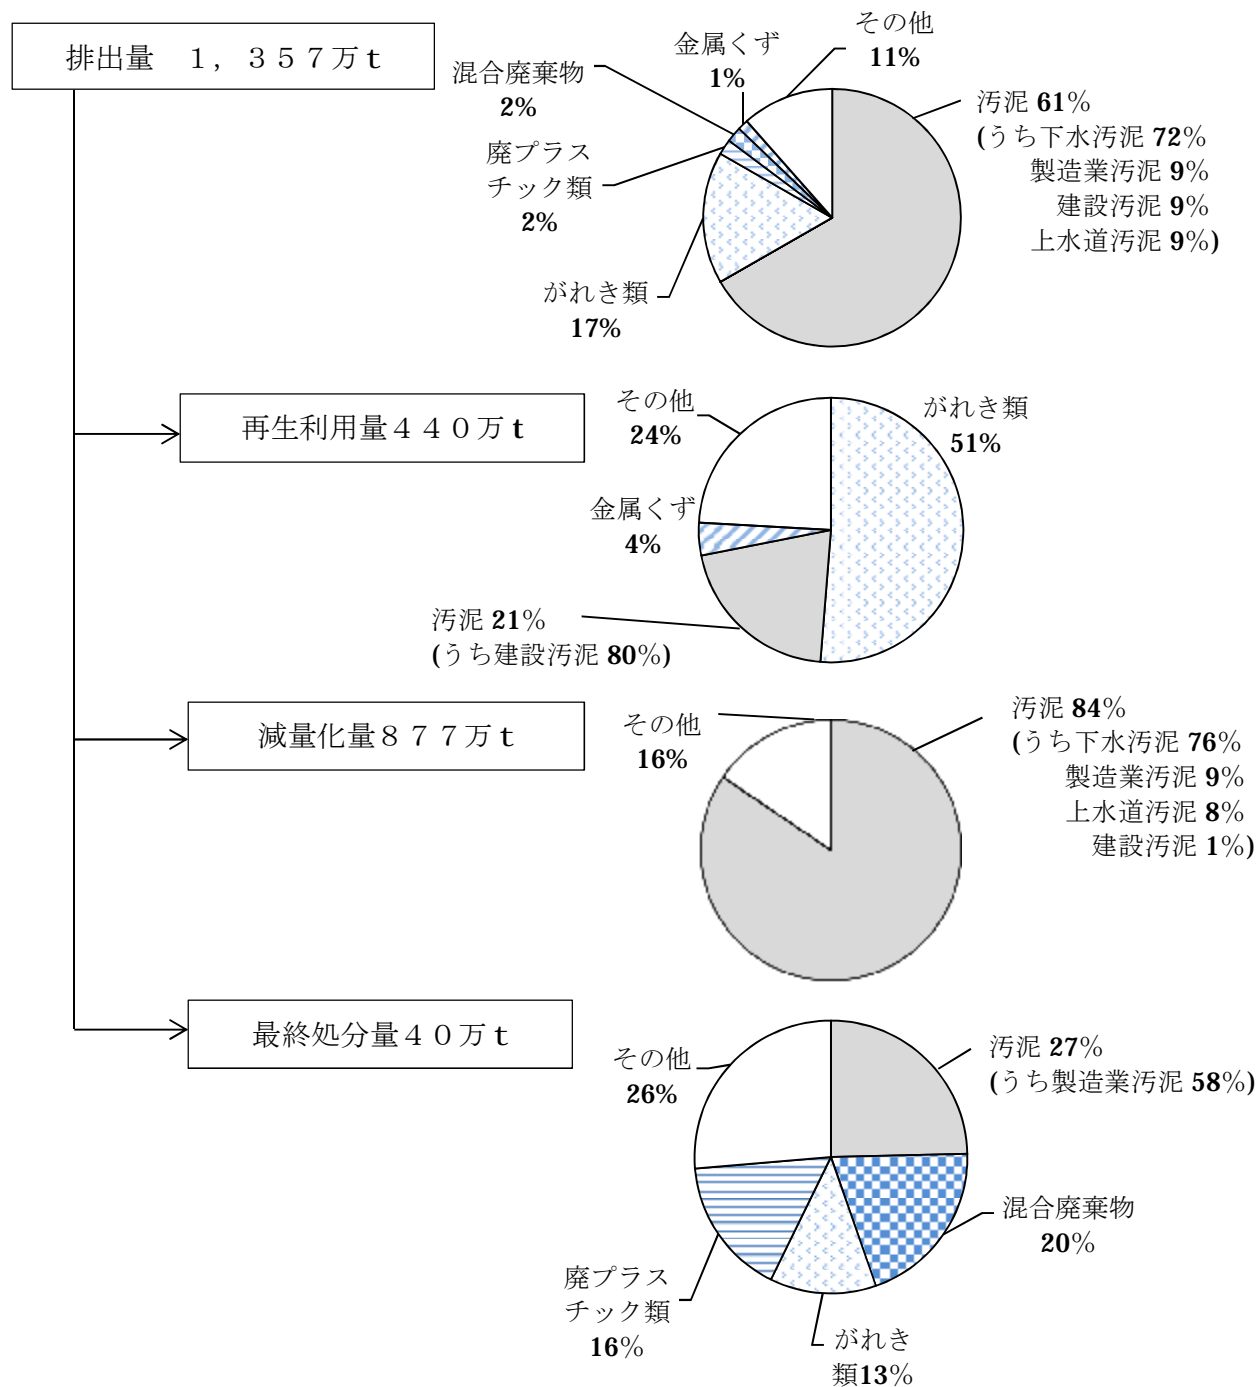 排出量　１，３５７万ｔ
その他
11%
金属くず
1%
混合廃棄物
2%
廃プラス
チック類
2%
がれき類
17%
汚泥 61%
(うち下水汚泥 72%
製造業汚泥 9%
建設汚泥 9%
上水道汚泥 9%)
再生利用量４４０万ｔ
その他
24%
がれき類
51%
金属くず
4%
汚泥 21%
(うち建設汚泥 80%)
減量化量８７７万ｔ
その他
16%
汚泥 84%
(うち下水汚泥 76%
製造業汚泥 9%
上水道汚泥 8%
建設汚泥 1%)
最終処分量４０万ｔ
その他
26%
汚泥 27%
(うち製造業汚泥 58%)
混合廃棄物
20%
廃プラス
チック類
16%
がれき
類13%